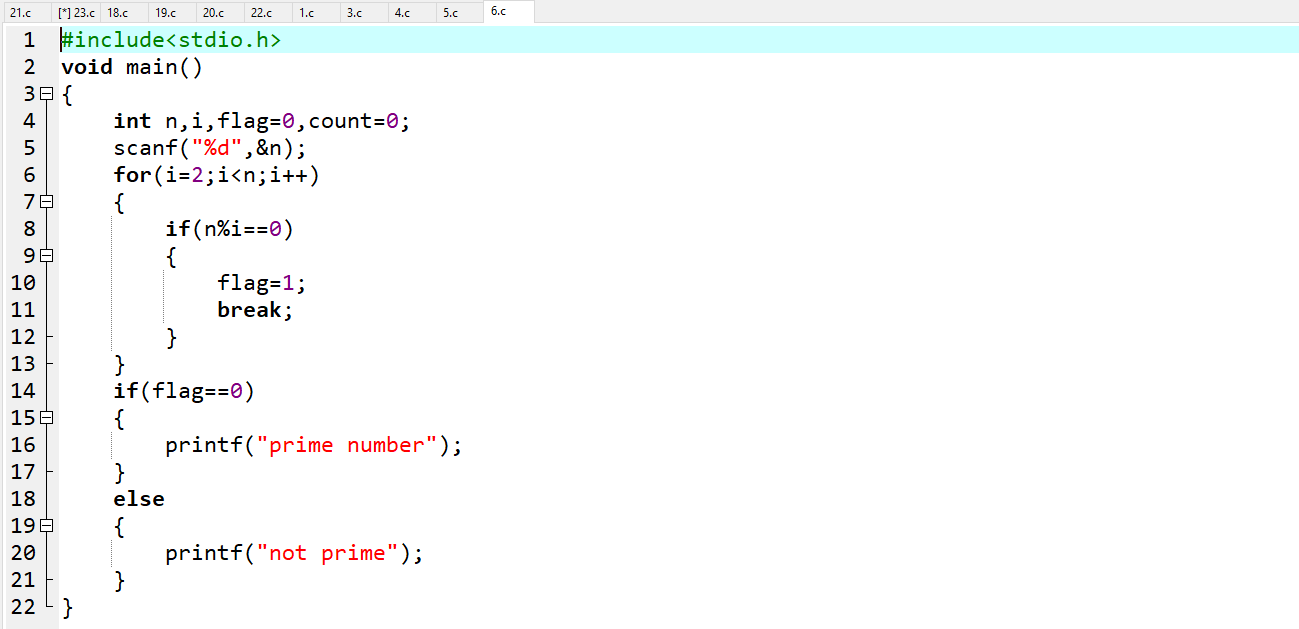 21.c [*] 23.c 18.c 19.c 20.c 22.c 1.c 3.c 4.c 5.c 6.c
1 #include<stdio.h>
2 void main()
3 {
4 int n,i,flag=0,count=0;
5 scanf("%d",&n);
6 for(i=2;i<n;i++)
7 {
8 if(n%i==0)
9 {
10 flag=1;
11 break;
12 }
13 }
14 if(flag==0)
15 {
16 printf("prime number");
17 }
18 else
19 {
20 printf("not prime");
21 }
22 }